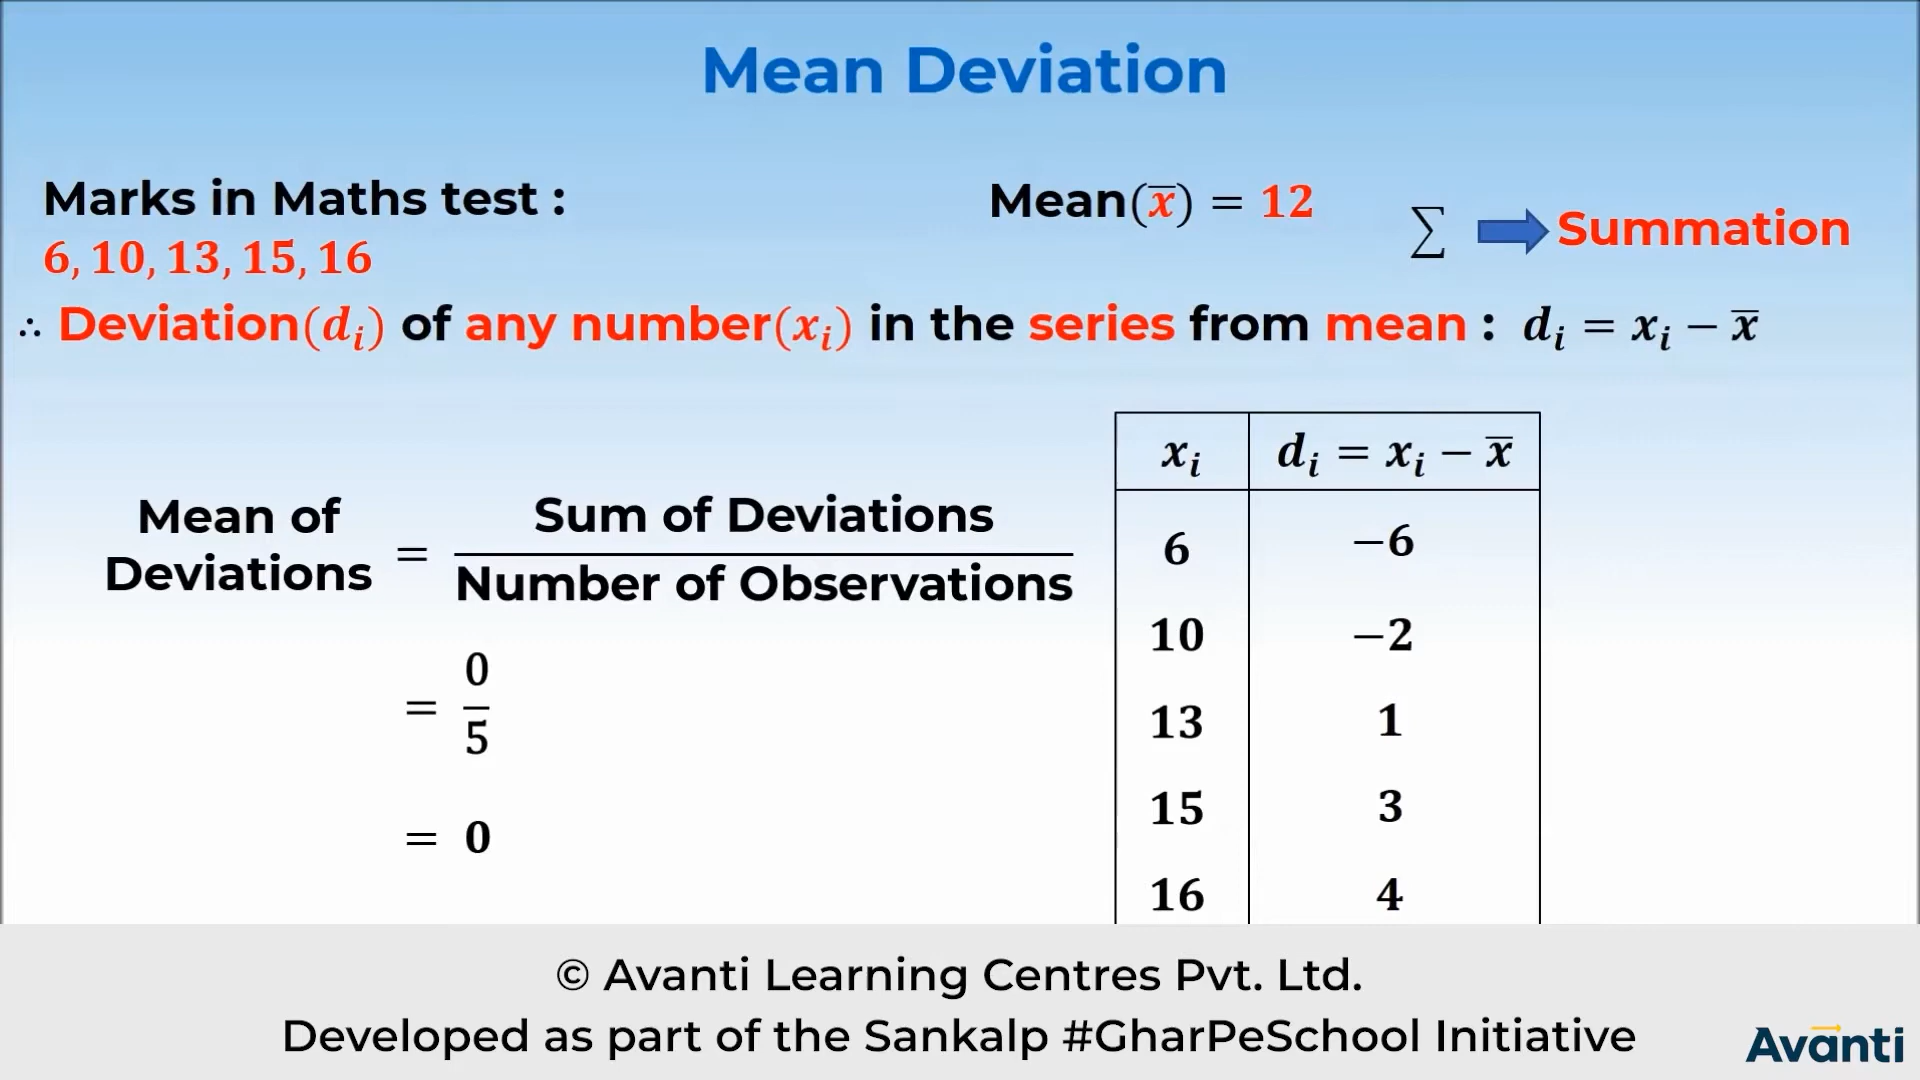 Mean Deviation
Marks in Maths test :
6, 10, 13, 15, 16
Mean(x̅) = 12
∑ Summation
∴ Deviation(dᵢ) of any number(xᵢ) in the series from mean : dᵢ = xᵢ − x̅
Mean of
Deviations
=
Sum of Deviations
Number of Observations
= 0/5
= 0
xᵢ dᵢ = xᵢ − x̅
6 −6
10 −2
13 1
15 3
16 4
© Avanti Learning Centres Pvt. Ltd.
Developed as part of the Sankalp #GharPeSchool Initiative
Avanti